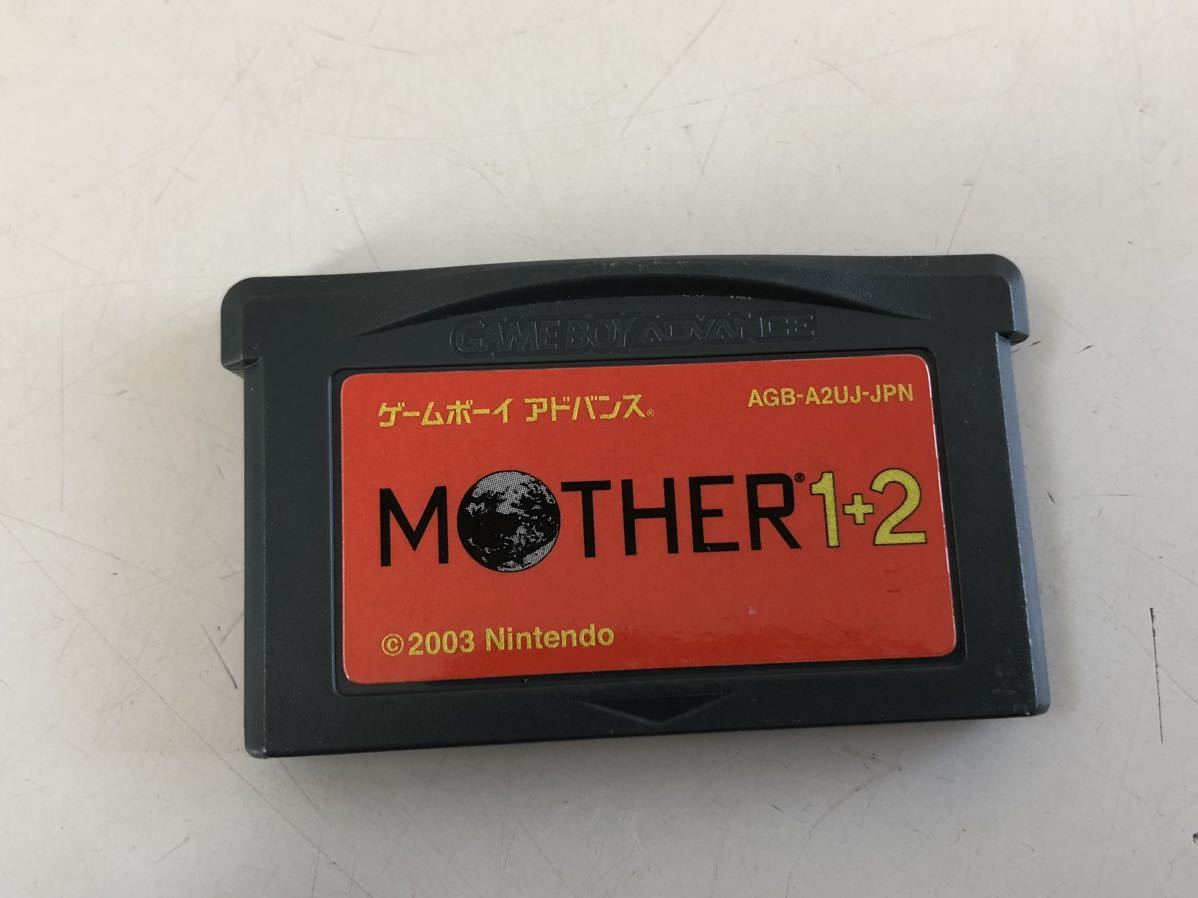 GAME BOY ADVANCE
ゲームボーイ アドバンス® AGB-A2UJ-JPN
MOTHER® 1+2
©2003 Nintendo